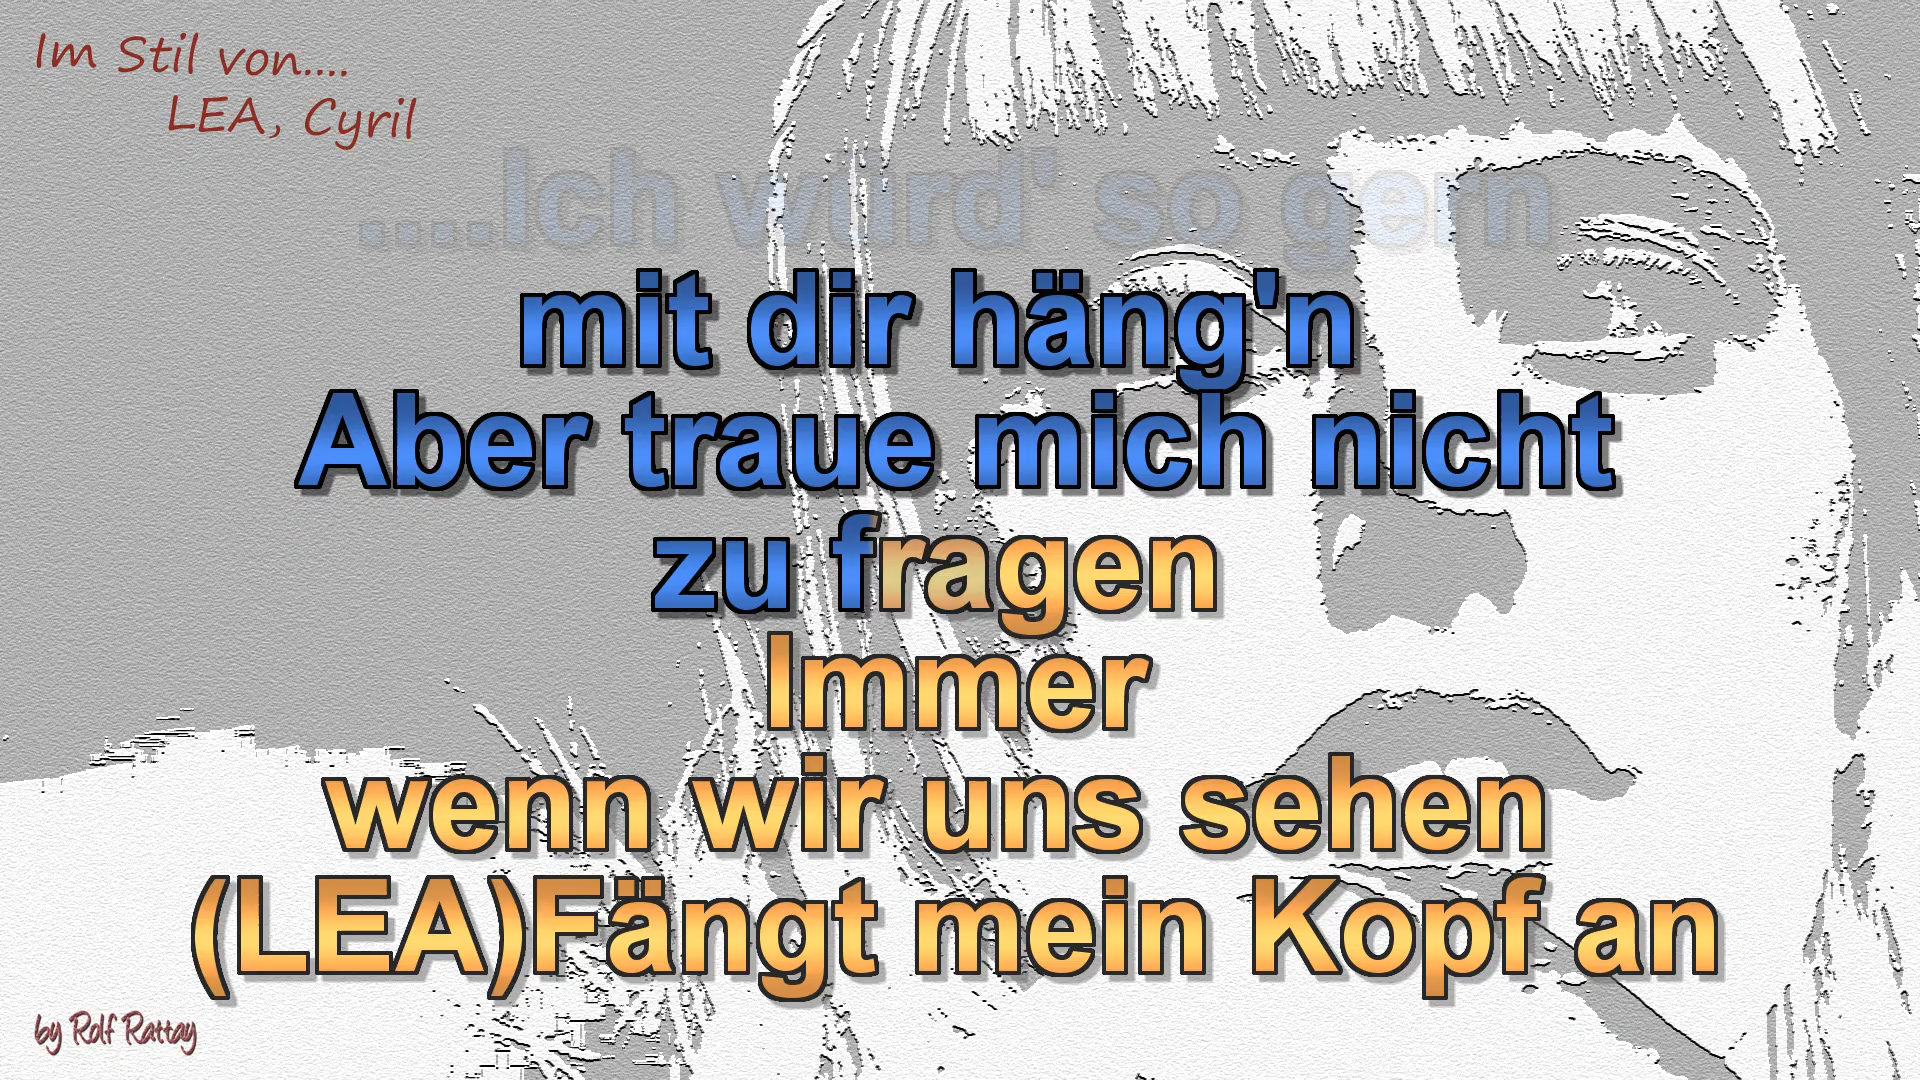 Im Stil von....
LEA, Cyril
....Ich würd' so gern
mit dir häng'n
Aber traue mich nicht
zu fragen
Immer
wenn wir uns sehen
(LEA)Fängt mein Kopf an
by Rolf Rattay